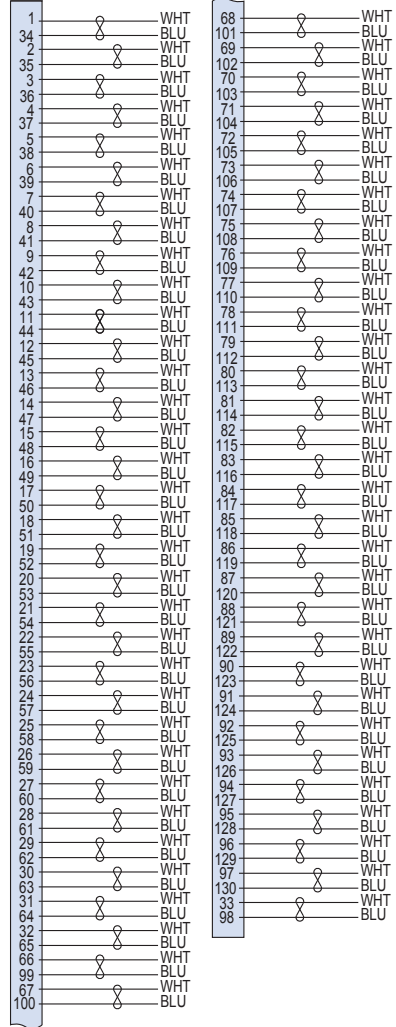 1 WHT
34 BLU
2 WHT
35 BLU
3 WHT
36 BLU
4 WHT
37 BLU
5 WHT
38 BLU
6 WHT
39 BLU
7 WHT
40 BLU
8 WHT
41 BLU
9 WHT
42 BLU
10 WHT
43 BLU
11 WHT
44 BLU
12 WHT
45 BLU
13 WHT
46 BLU
14 WHT
47 BLU
15 WHT
48 BLU
16 WHT
49 BLU
17 WHT
50 BLU
18 WHT
51 BLU
19 WHT
52 BLU
20 WHT
53 BLU
21 WHT
54 BLU
22 WHT
55 BLU
23 WHT
56 BLU
24 WHT
57 BLU
25 WHT
58 BLU
26 WHT
59 BLU
27 WHT
60 BLU
28 WHT
61 BLU
29 WHT
62 BLU
30 WHT
63 BLU
31 WHT
64 BLU
32 WHT
65 BLU
66 WHT
99 BLU
67 WHT
100 BLU
68 WHT
101 BLU
69 WHT
102 BLU
70 WHT
103 BLU
71 WHT
104 BLU
72 WHT
105 BLU
73 WHT
106 BLU
74 WHT
107 BLU
75 WHT
108 BLU
76 WHT
109 BLU
77 WHT
110 BLU
78 WHT
111 BLU
79 WHT
112 BLU
80 WHT
113 BLU
81 WHT
114 BLU
82 WHT
115 BLU
83 WHT
116 BLU
84 WHT
117 BLU
85 WHT
118 BLU
86 WHT
119 BLU
87 WHT
120 BLU
88 WHT
121 BLU
89 WHT
122 BLU
90 WHT
123 BLU
91 WHT
124 BLU
92 WHT
125 BLU
93 WHT
126 BLU
94 WHT
127 BLU
95 WHT
128 BLU
96 WHT
129 BLU
97 WHT
130 BLU
33 WHT
98 BLU